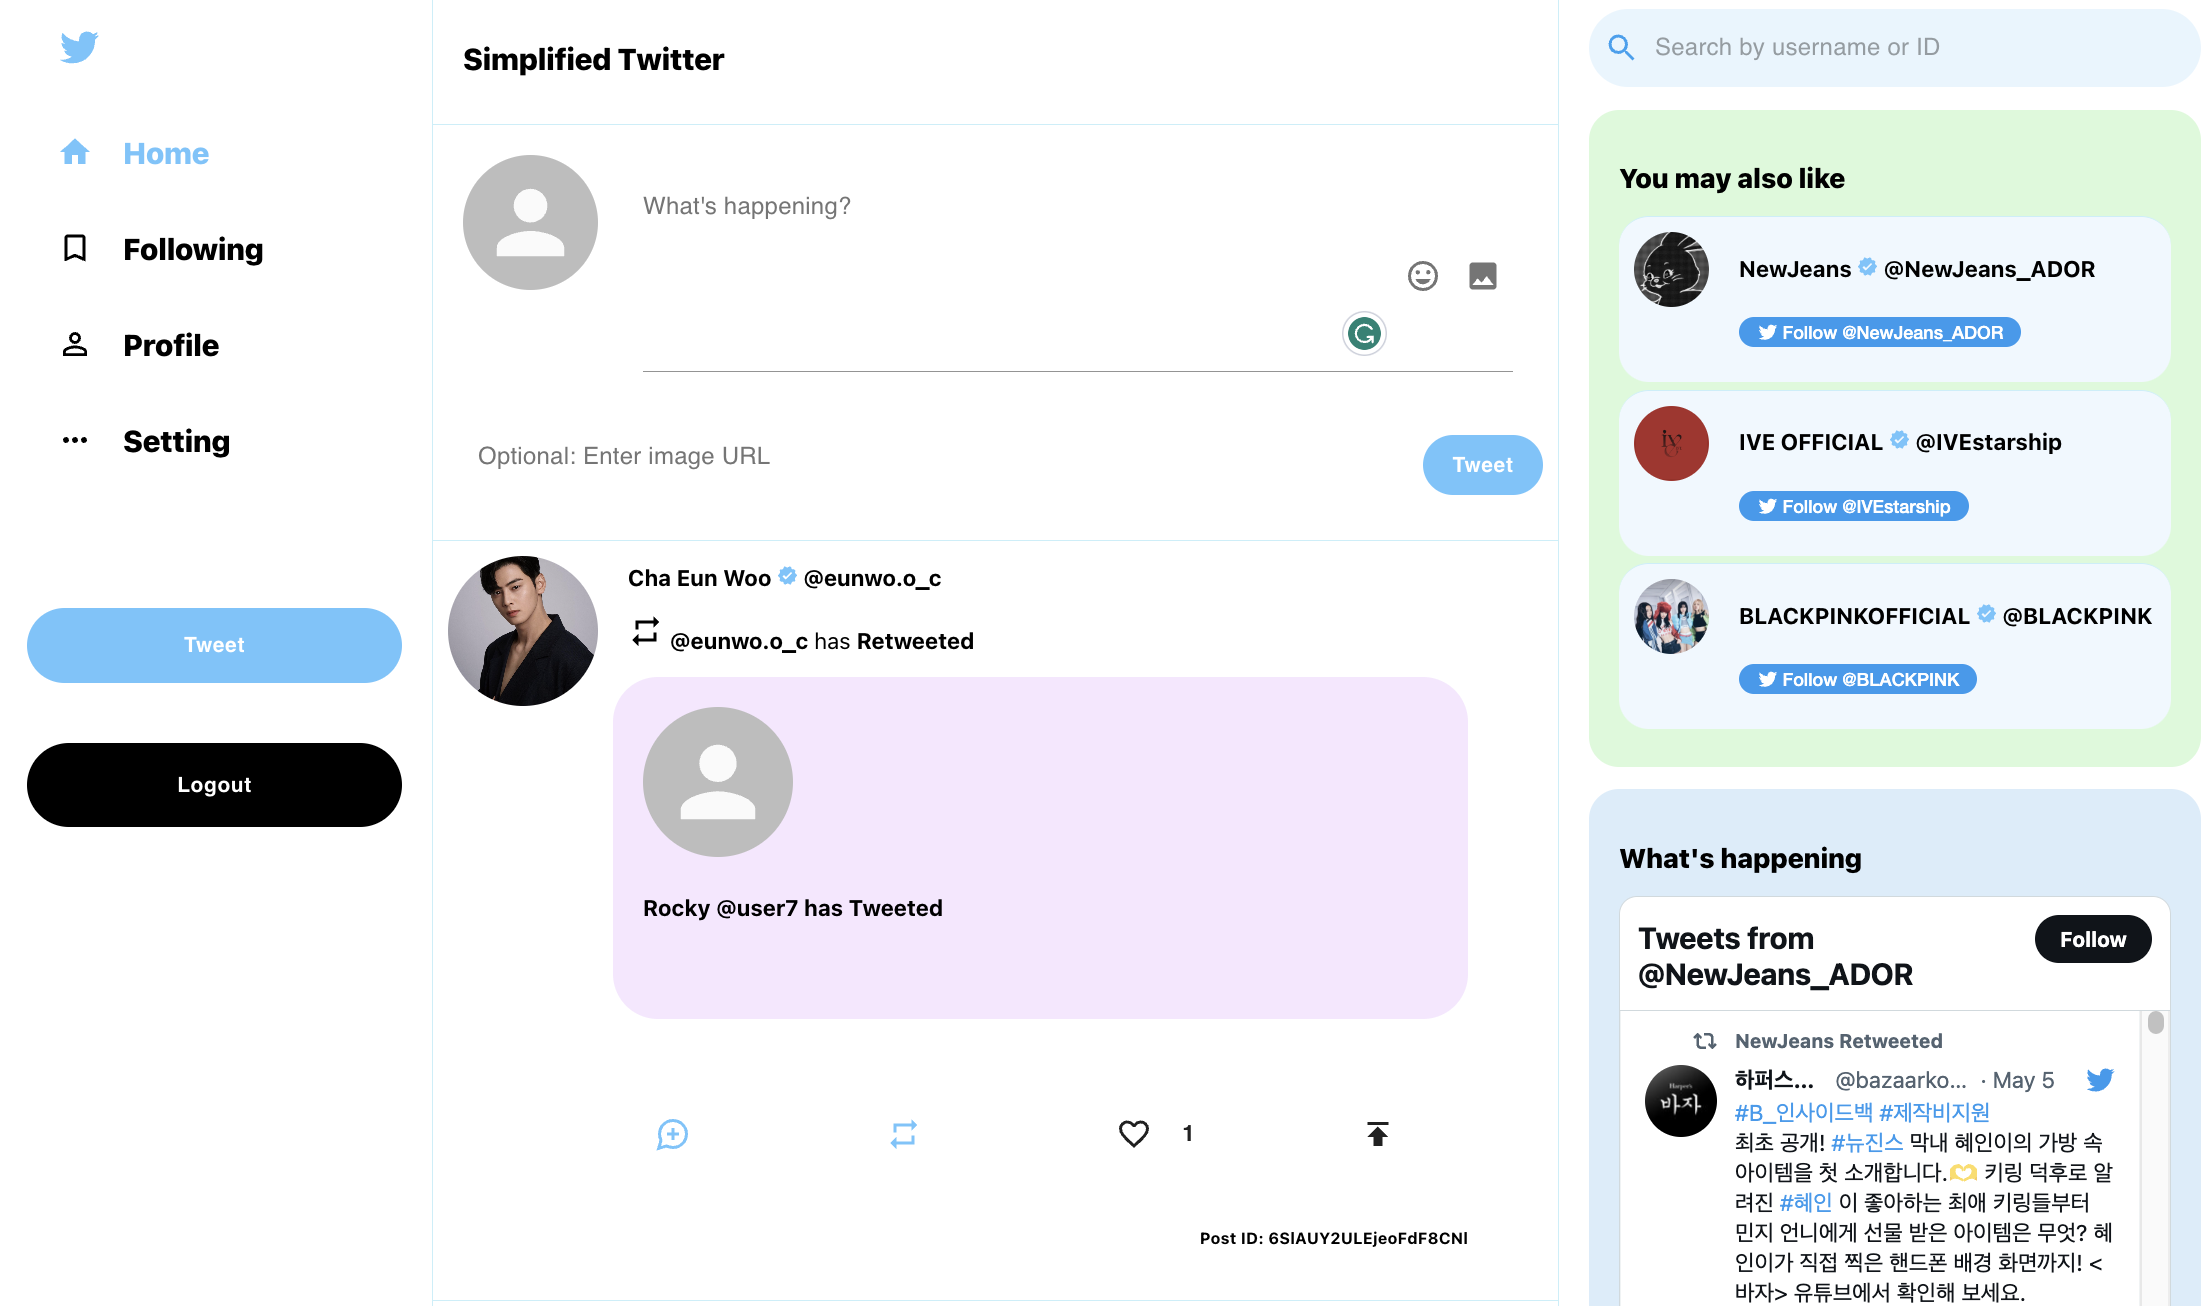 Home
Following
Profile
Setting
Tweet
Logout
Simplified Twitter
What's happening?
Optional: Enter image URL
Tweet
Cha Eun Woo @eunwo.o_c
@eunwo.o_c has Retweeted
Rocky @user7 has Tweeted
1
Post ID: 6SlAUY2ULEjeoFdF8CNl
Search by username or ID
You may also like
NewJeans @NewJeans_ADOR
Follow @NewJeans_ADOR
ive
IVE OFFICIAL @IVEstarship
Follow @IVEstarship
BLACKPINKOFFICIAL @BLACKPINK
Follow @BLACKPINK
What's happening
Tweets from
@NewJeans_ADOR
Follow
NewJeans Retweeted
Harper's
바자
하퍼스... @bazaarko... · May 5
#B_인사이드백 #제작비지원
최초 공개! #뉴진스 막내 혜인이의 가방 속
아이템을 첫 소개합니다.🫶 키링 덕후로 알
려진 #혜인 이 좋아하는 최애 키링들부터
민지 언니에게 선물 받은 아이템은 무엇? 혜
인이가 직접 찍은 핸드폰 배경 화면까지! <
바자> 유튜브에서 확인해 보세요.